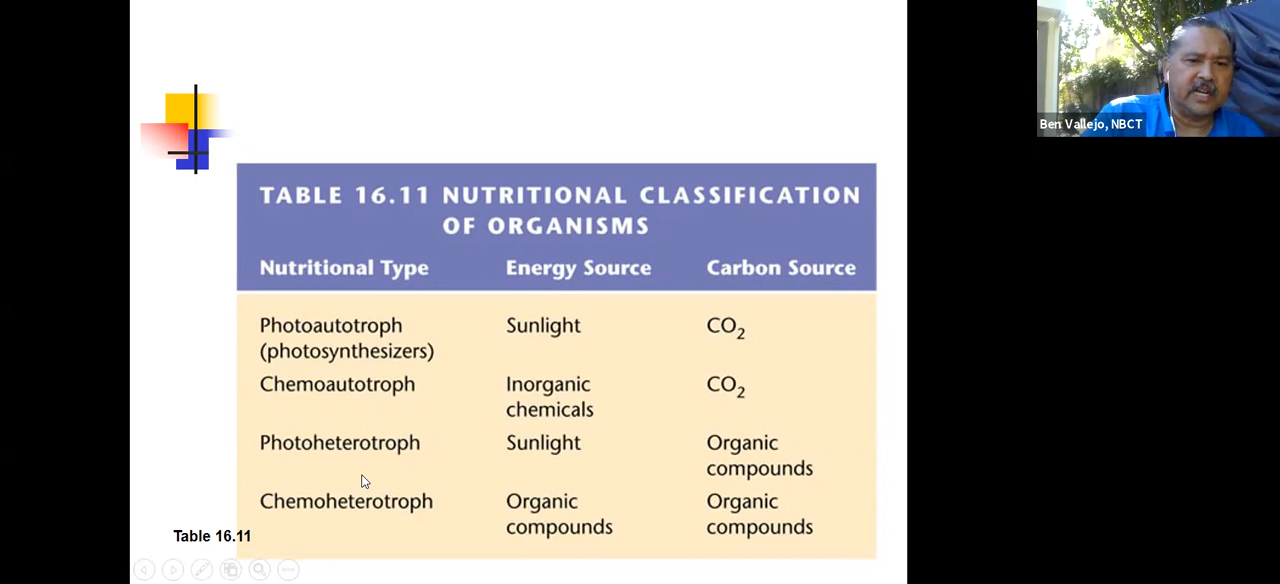 Ben Vallejo, NBCT
TABLE 16.11 NUTRITIONAL CLASSIFICATION
OF ORGANISMS
Nutritional Type Energy Source Carbon Source
Photoautotroph Sunlight CO₂
(photosynthesizers)
Chemoautotroph Inorganic CO₂
chemicals
Photoheterotroph Sunlight Organic
compounds
Chemoheterotroph Organic Organic
compounds compounds
Table 16.11